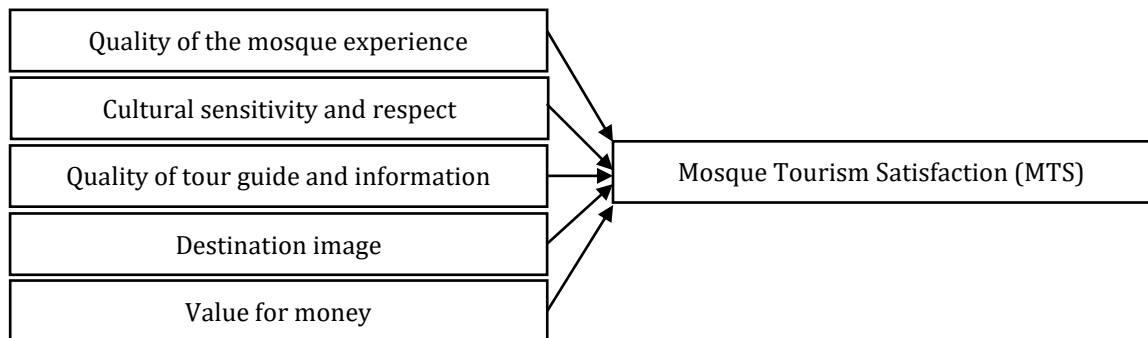 Quality of the mosque experience
Cultural sensitivity and respect
Quality of tour guide and information
Destination image
Value for money
Mosque Tourism Satisfaction (MTS)